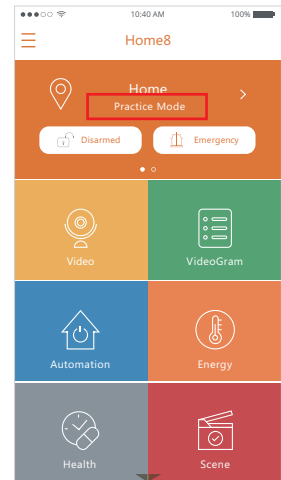 10:40 AM 100%
Home8
Home
Practice Mode
Disarmed Emergency
Video VideoGram
Automation Energy
Health Scene